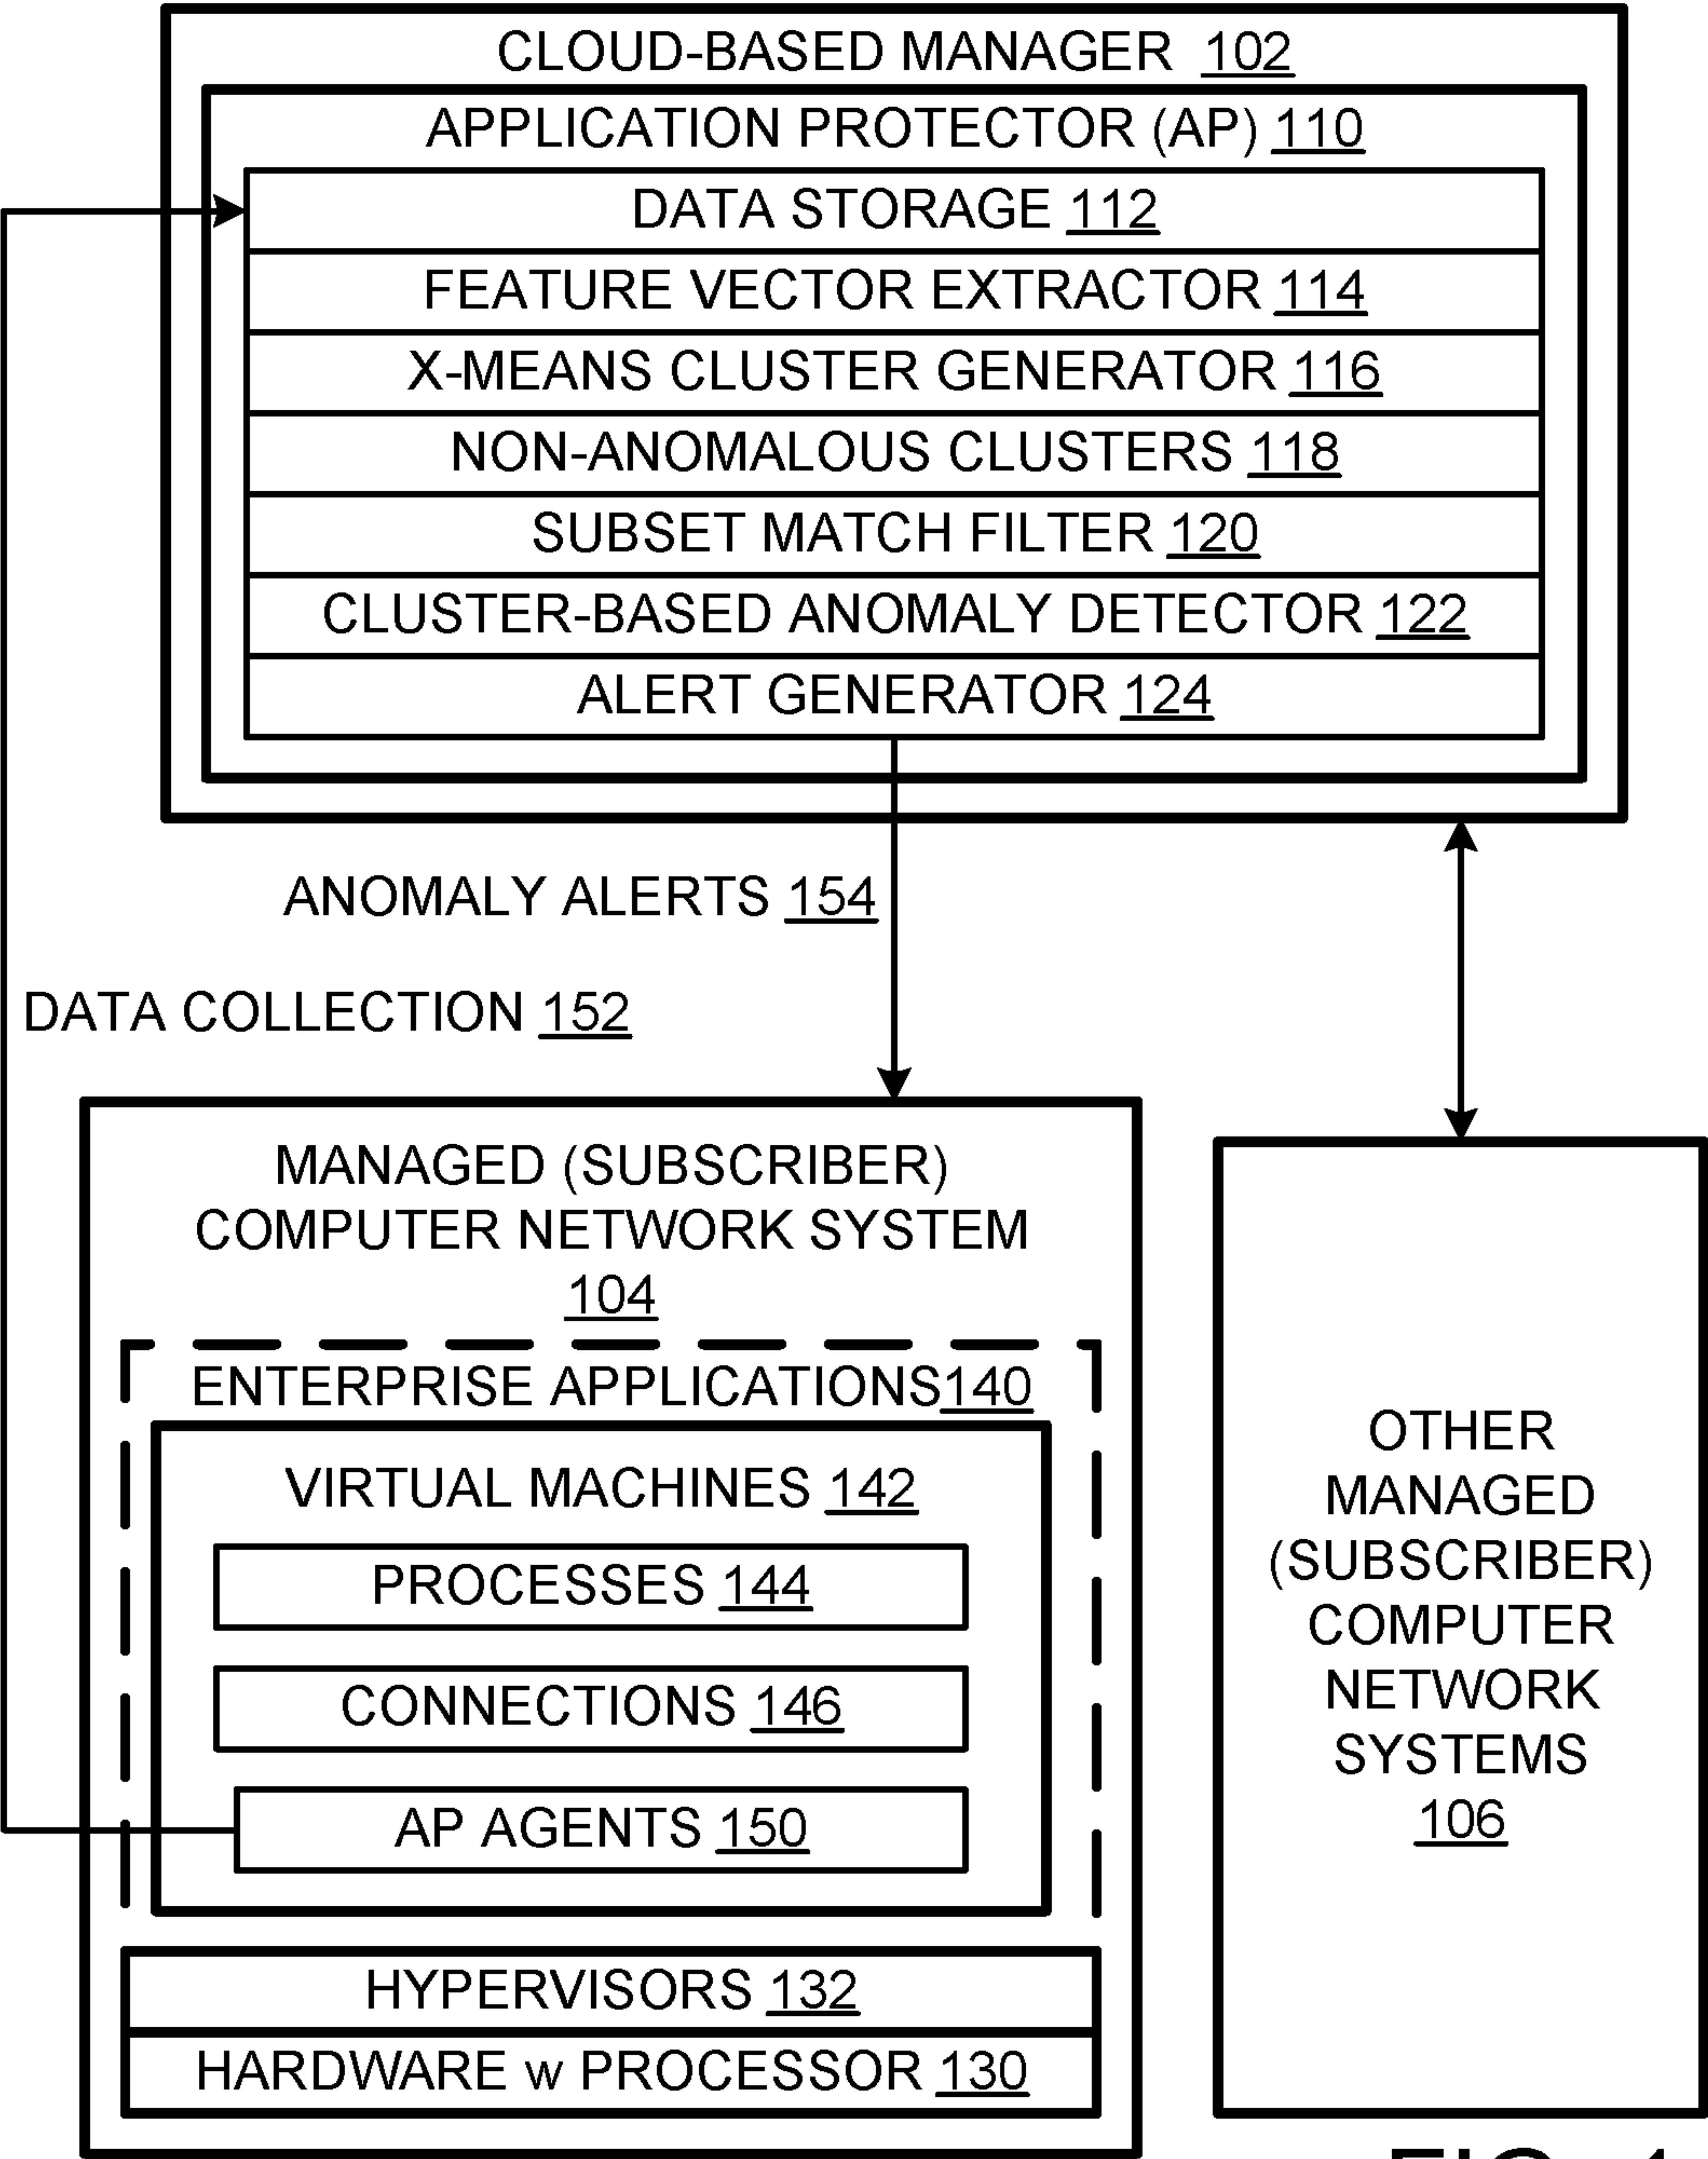 CLOUD-BASED MANAGER 102
APPLICATION PROTECTOR (AP) 110
DATA STORAGE 112
FEATURE VECTOR EXTRACTOR 114
X-MEANS CLUSTER GENERATOR 116
NON-ANOMALOUS CLUSTERS 118
SUBSET MATCH FILTER 120
CLUSTER-BASED ANOMALY DETECTOR 122
ALERT GENERATOR 124
ANOMALY ALERTS 154
DATA COLLECTION 152
MANAGED (SUBSCRIBER)
COMPUTER NETWORK SYSTEM
104
ENTERPRISE APPLICATIONS140
VIRTUAL MACHINES 142
PROCESSES 144
CONNECTIONS 146
AP AGENTS 150
HYPERVISORS 132
HARDWARE w PROCESSOR 130
OTHER
MANAGED
(SUBSCRIBER)
COMPUTER
NETWORK
SYSTEMS
106